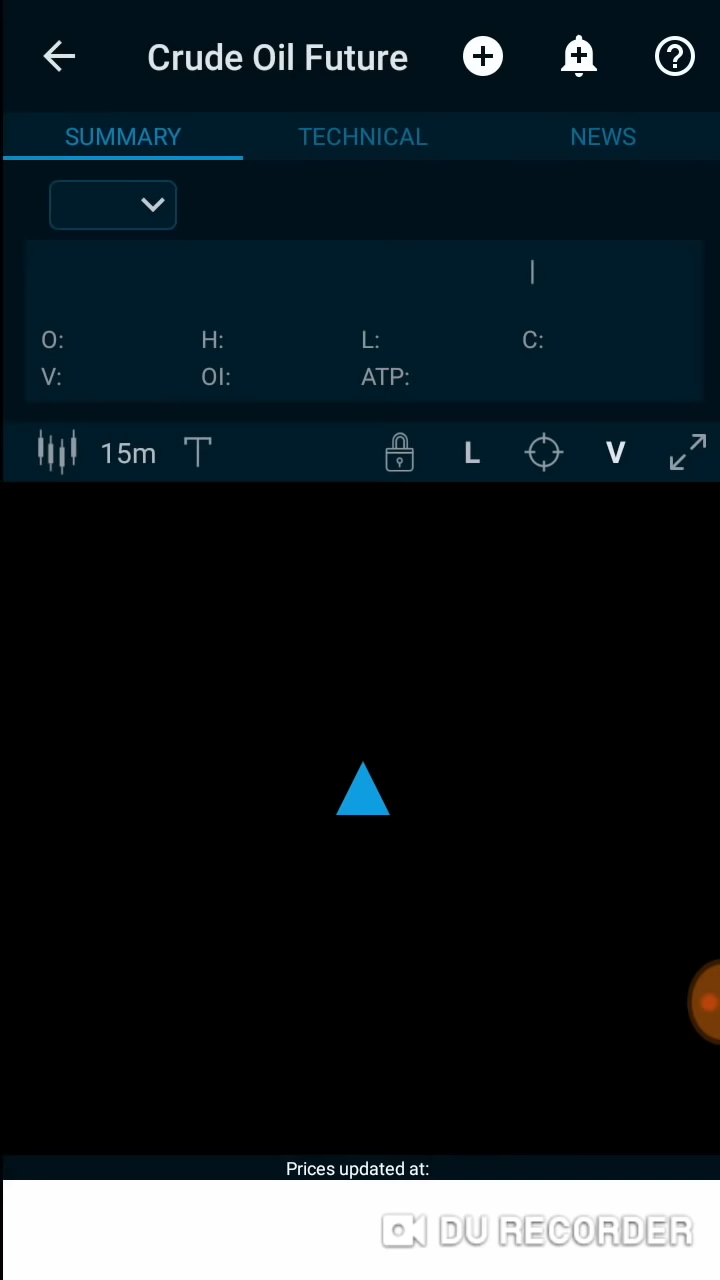 Crude Oil Future
SUMMARY TECHNICAL NEWS
|
O: H: L: C:
V: OI: ATP:
15m T L V
Prices updated at:
DU RECORDER